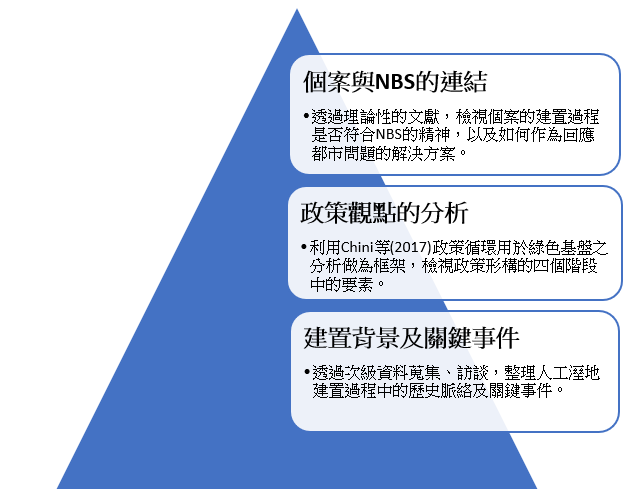 個案與NBS的連結
•透過理論性的文獻，檢視個案的建置過程
是否符合NBS的精神，以及如何作為回應
都市問題的解決方案。
政策觀點的分析
•利用Chini等(2017)政策循環用於綠色基盤之
分析做為框架，檢視政策形構的四個階段
中的要素。
建置背景及關鍵事件
•透過次級資料蒐集、訪談，整理人工溼地
建置過程中的歷史脈絡及關鍵事件。